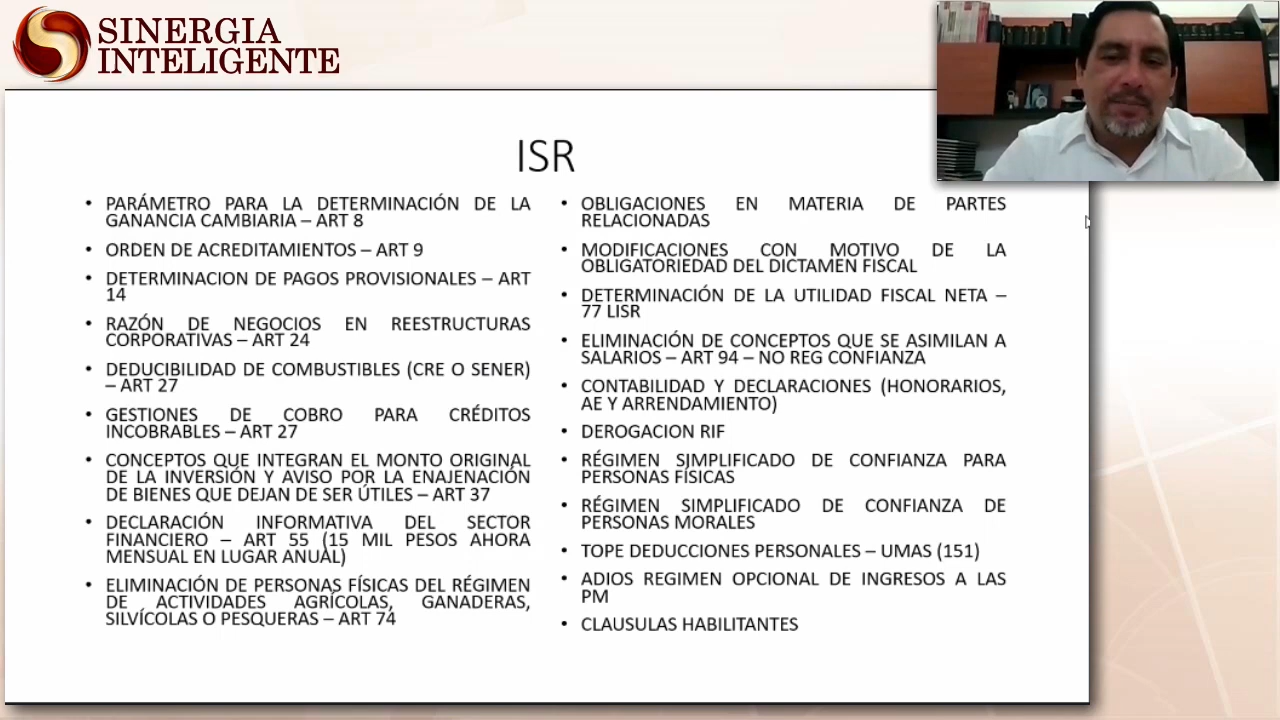 SINERGIA
INTELIGENTE
ISR
• PARÁMETRO PARA LA DETERMINACIÓN DE LA
GANANCIA CAMBIARIA – ART 8
• ORDEN DE ACREDITAMIENTOS – ART 9
• DETERMINACION DE PAGOS PROVISIONALES – ART
14
• RAZÓN DE NEGOCIOS EN REESTRUCTURAS
CORPORATIVAS – ART 24
• DEDUCIBILIDAD DE COMBUSTIBLES (CRE O SENER)
– ART 27
• GESTIONES DE COBRO PARA CRÉDITOS
INCOBRABLES – ART 27
• CONCEPTOS QUE INTEGRAN EL MONTO ORIGINAL
DE LA INVERSIÓN Y AVISO POR LA ENAJENACIÓN
DE BIENES QUE DEJAN DE SER ÚTILES – ART 37
• DECLARACIÓN INFORMATIVA DEL SECTOR
FINANCIERO – ART 55 (15 MIL PESOS AHORA
MENSUAL EN LUGAR ANUAL)
• ELIMINACIÓN DE PERSONAS FÍSICAS DEL RÉGIMEN
DE ACTIVIDADES AGRÍCOLAS, GANADERAS,
SILVÍCOLAS O PESQUERAS – ART 74
• OBLIGACIONES EN MATERIA DE PARTES
RELACIONADAS
• MODIFICACIONES CON MOTIVO DE LA
OBLIGATORIEDAD DEL DICTAMEN FISCAL
• DETERMINACIÓN DE LA UTILIDAD FISCAL NETA –
77 LISR
• ELIMINACIÓN DE CONCEPTOS QUE SE ASIMILAN A
SALARIOS – ART 94 – NO REG CONFIANZA
• CONTABILIDAD Y DECLARACIONES (HONORARIOS,
AE Y ARRENDAMIENTO)
• DEROGACION RIF
• RÉGIMEN SIMPLIFICADO DE CONFIANZA PARA
PERSONAS FÍSICAS
• RÉGIMEN SIMPLIFICADO DE CONFIANZA DE
PERSONAS MORALES
• TOPE DEDUCCIONES PERSONALES – UMAS (151)
• ADIOS REGIMEN OPCIONAL DE INGRESOS A LAS
PM
• CLAUSULAS HABILITANTES